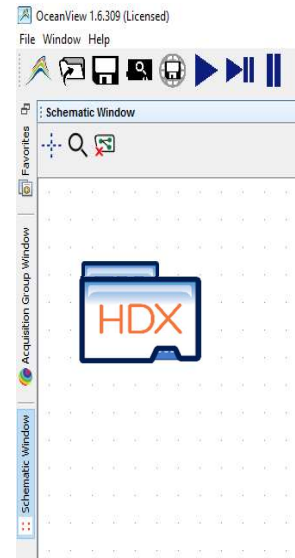 OceanView 1.6.309 (Licensed)
File Window Help
Schematic Window
Favorites
Acquisition Group Window
Schematic Window
HDX